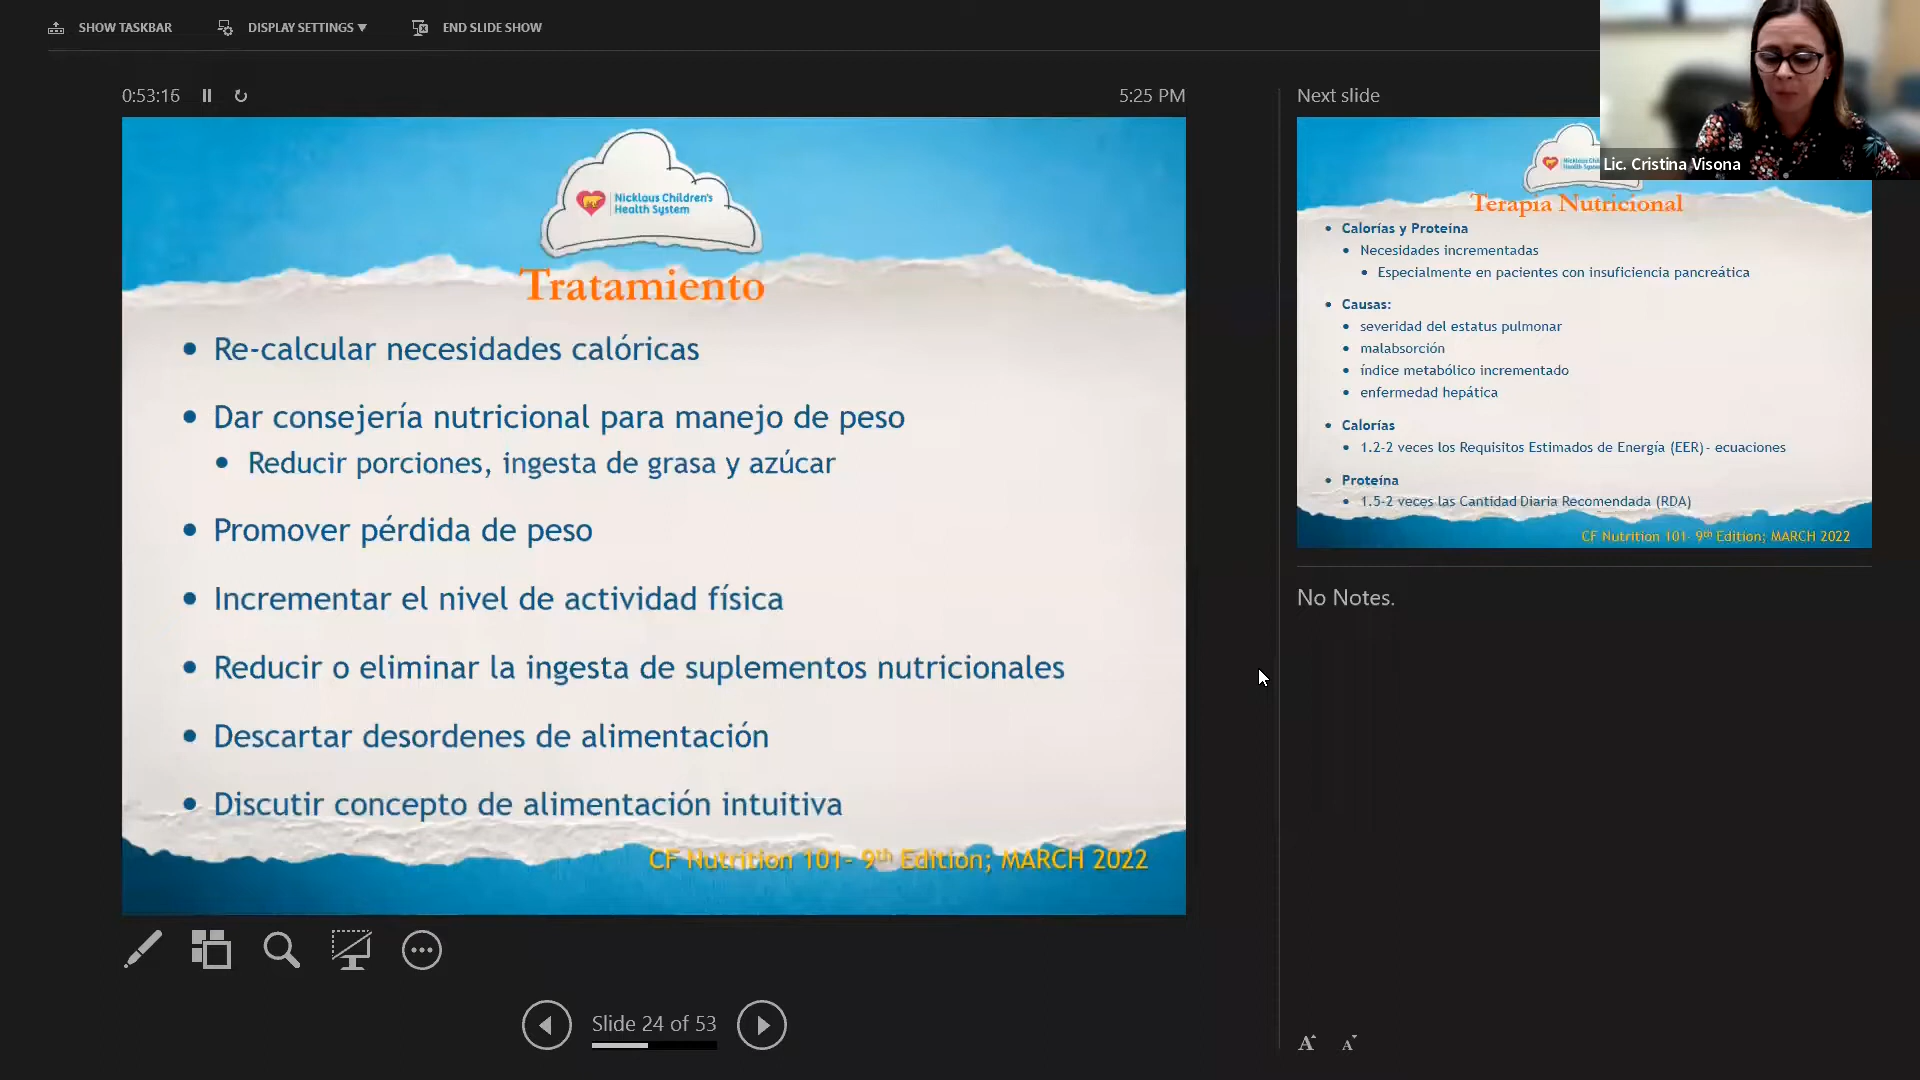 SHOW TASKBAR
DISPLAY SETTINGS
END SLIDE SHOW
0:53:16
5:25 PM
Nicklaus Children's
Health System
Tratamiento
Re-calcular necesidades calóricas
Dar consejería nutricional para manejo de peso
Reducir porciones, ingesta de grasa y azúcar
Promover pérdida de peso
Incrementar el nivel de actividad física
Reducir o eliminar la ingesta de suplementos nutricionales
Descartar desordenes de alimentación
Discutir concepto de alimentación intuitiva
CF Nutrition 101- 9th Edition; MARCH 2022
Slide 24 of 53
Next slide
Lic. Cristina Visona
Terapia Nutricional
Calorías y Proteína
Necesidades incrementadas
Especialmente en pacientes con insuficiencia pancreática
Causas:
severidad del estatus pulmonar
malabsorción
índice metabólico incrementado
enfermedad hepática
Calorías
1.2-2 veces los Requisitos Estimados de Energía (EER)- ecuaciones
Proteína
1.5-2 veces las Cantidad Diaria Recomendada (RDA)
CF Nutrition 101- 9th Edition; MARCH 2022
No Notes.
A A